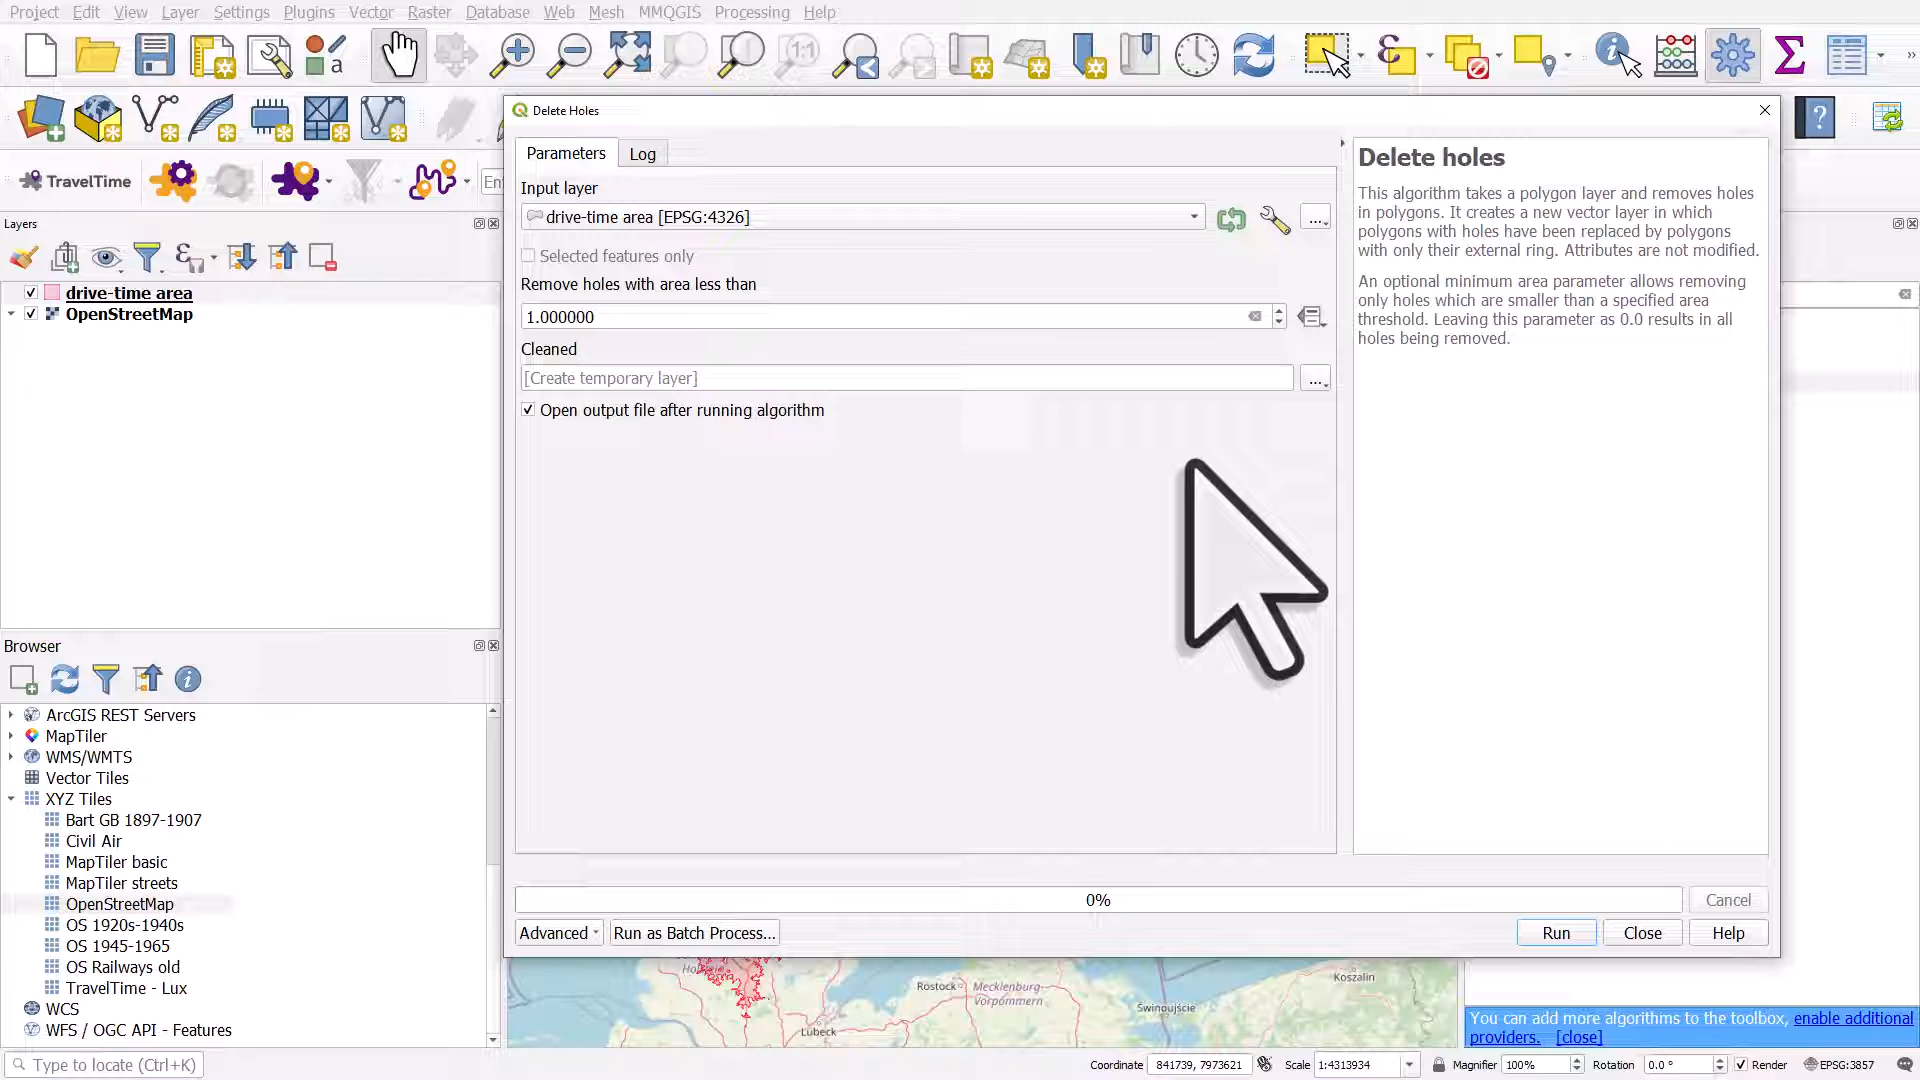 Project Edit View Layer Settings Plugins Vector Raster Database Web Mesh MMQGIS Processing Help
TravelTime
Layers
drive-time area
OpenStreetMap
Browser
ArcGIS REST Servers
MapTiler
WMS/WMTS
Vector Tiles
XYZ Tiles
Bart GB 1897-1907
Civil Air
MapTiler basic
MapTiler streets
OpenStreetMap
OS 1920s-1940s
OS 1945-1965
OS Railways old
TravelTime - Lux
WCS
WFS / OGC API - Features
Type to locate (Ctrl+K)
Delete Holes
Parameters Log
Input layer
drive-time area [EPSG:4326]
Selected features only
Remove holes with area less than
1.000000
Cleaned
[Create temporary layer]
Open output file after running algorithm
Delete holes
This algorithm takes a polygon layer and removes holes
in polygons. It creates a new vector layer in which
polygons with holes have been replaced by polygons
with only their external ring. Attributes are not modified.
An optional minimum area parameter allows removing
only holes which are smaller than a specified area
threshold. Leaving this parameter as 0.0 results in all
holes being removed.
0%
Cancel
Advanced Run as Batch Process... Run Close Help
Rostock
Mecklenburg-
Vorpommern
Lübeck
Świnoujście
Koszalin
You can add more algorithms to the toolbox, enable additional
providers. [close]
Coordinate 841739, 7973621 Scale 1:4313934 Magnifier 100% Rotation 0.0 ° Render EPSG:3857